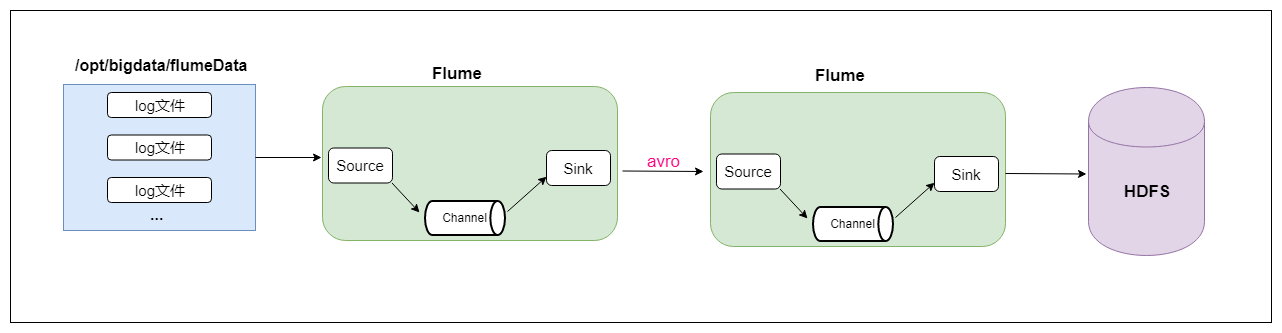 /opt/bigdata/flumeData
log文件
log文件
log文件
...
Flume
Source
Channel
Sink
avro
Flume
Source
Channel
Sink
HDFS